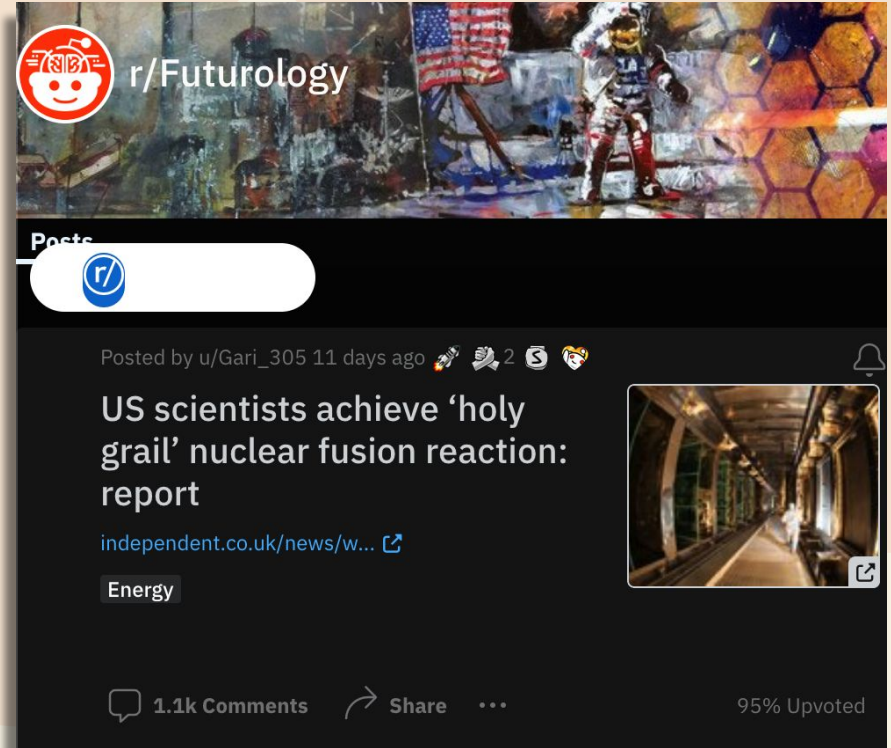 r/Futurology
Posts
r/
Posted by u/Gari_305 11 days ago 2 S
US scientists achieve ‘holy
grail’ nuclear fusion reaction:
report
independent.co.uk/news/w...
Energy
1.1k Comments Share ... 95% Upvoted